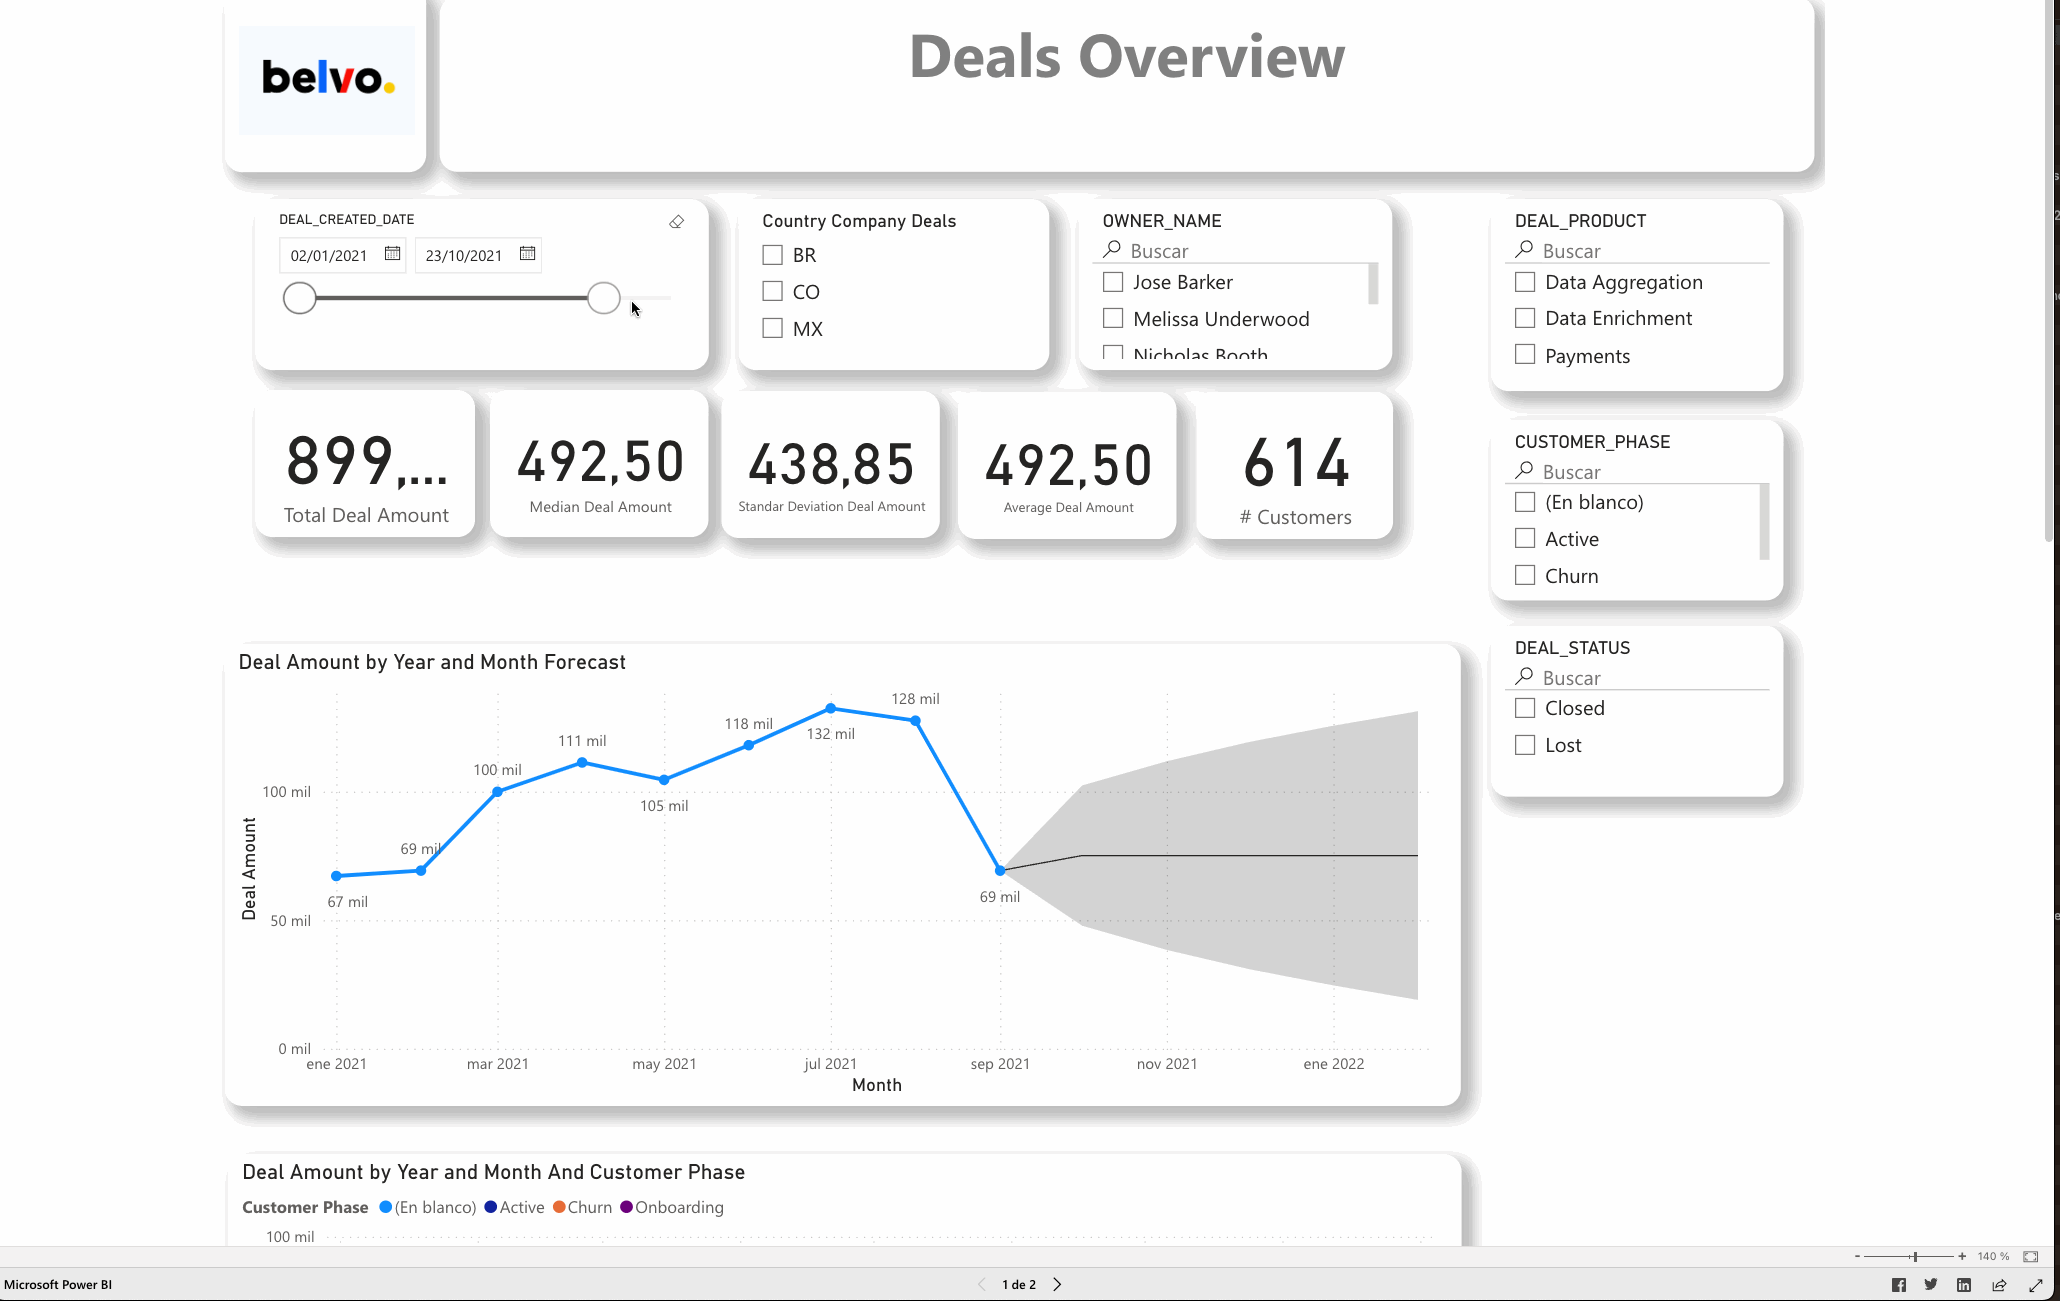 belvo.
Deals Overview
DEAL_CREATED_DATE
02/01/2021
23/10/2021
Country Company Deals
BR
CO
MX
OWNER_NAME
Buscar
Jose Barker
Melissa Underwood
Nicholas Booth
DEAL_PRODUCT
Buscar
Data Aggregation
Data Enrichment
Payments
899,...
Total Deal Amount
492,50
Median Deal Amount
438,85
Standar Deviation Deal Amount
492,50
Average Deal Amount
614
# Customers
CUSTOMER_PHASE
Buscar
(En blanco)
Active
Churn
DEAL_STATUS
Buscar
Closed
Lost
Deal Amount by Year and Month Forecast
128 mil
118 mil
132 mil
111 mil
100 mil
105 mil
100 mil
69 mil
67 mil
69 mil
50 mil
0 mil
Deal Amount
ene 2021
mar 2021
may 2021
jul 2021
sep 2021
nov 2021
ene 2022
Month
Deal Amount by Year and Month And Customer Phase
Customer Phase (En blanco) Active Churn Onboarding
100 mil
- + 140 %
Microsoft Power BI
1 de 2